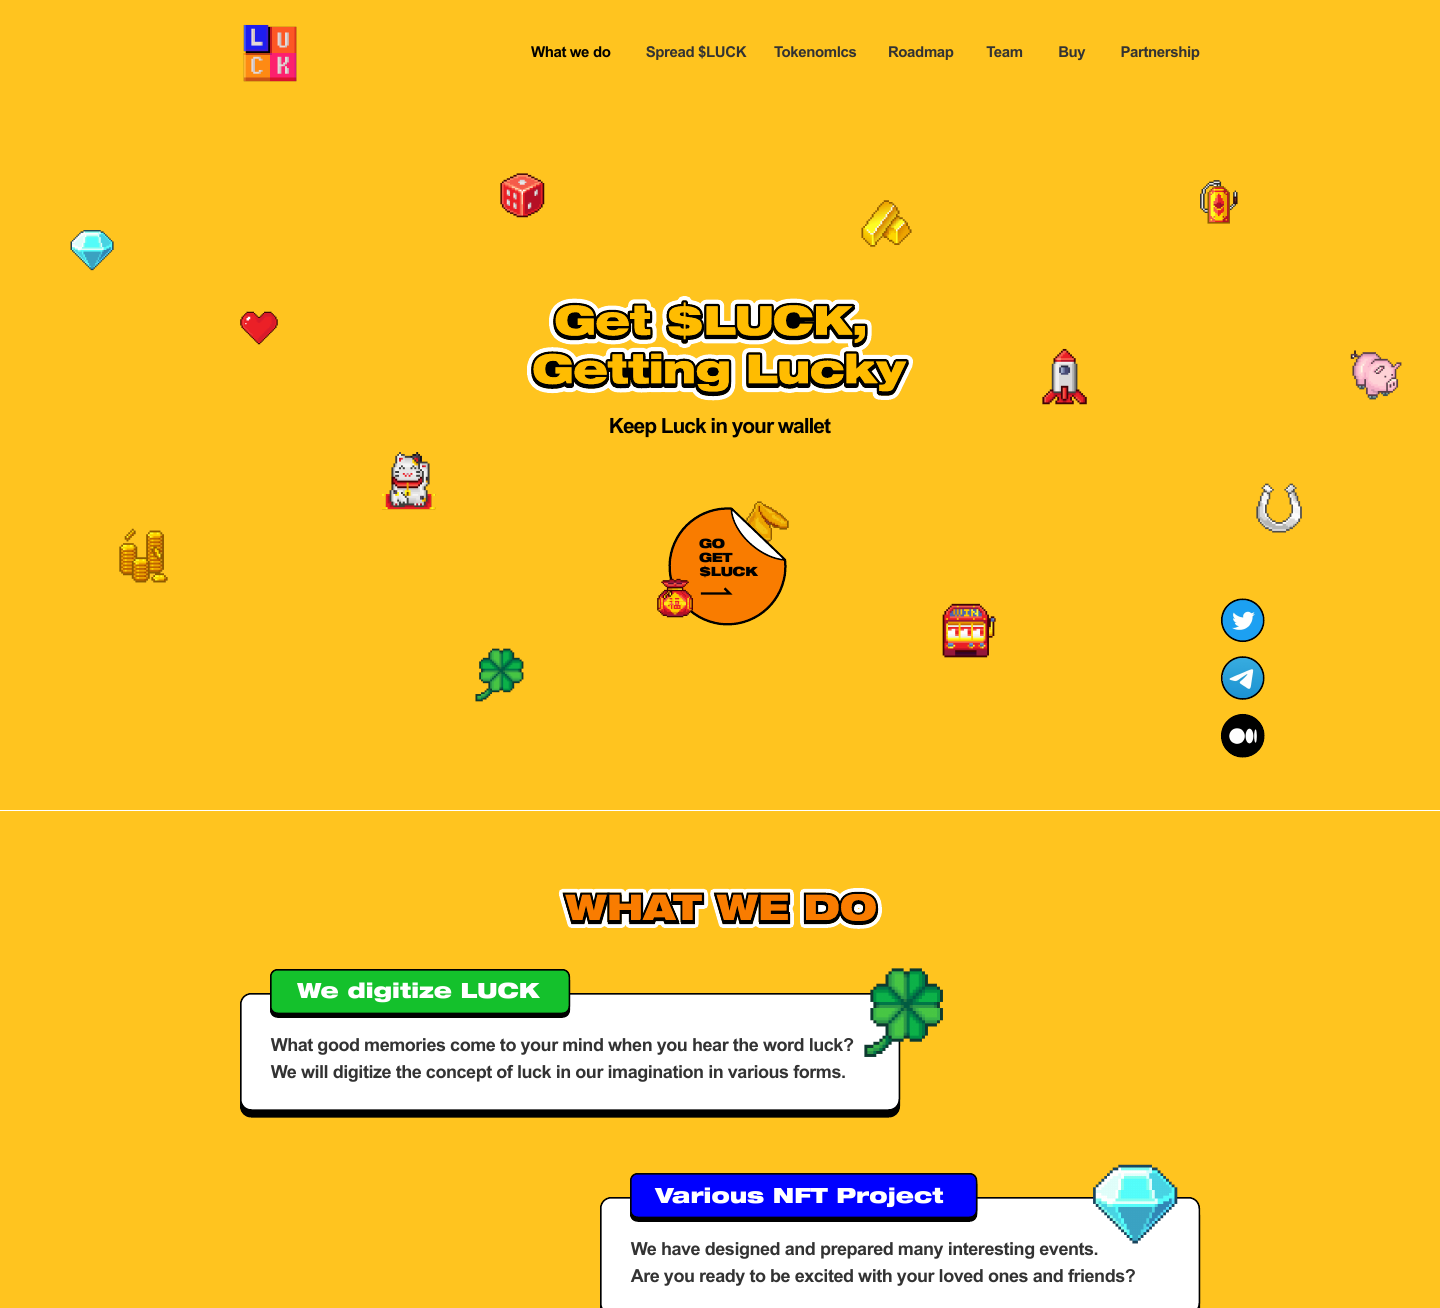 L U
C K
What we do
Spread $LUCK
TokenomIcs
Roadmap
Team
Buy
Partnership
Get $LUCK,
Getting Lucky
Keep Luck in your wallet
GO
GET
$LUCK
福
WIN
WHAT WE DO
We digitize LUCK
What good memories come to your mind when you hear the word luck?
We will digitize the concept of luck in our imagination in various forms.
Various NFT Project
We have designed and prepared many interesting events.
Are you ready to be excited with your loved ones and friends?